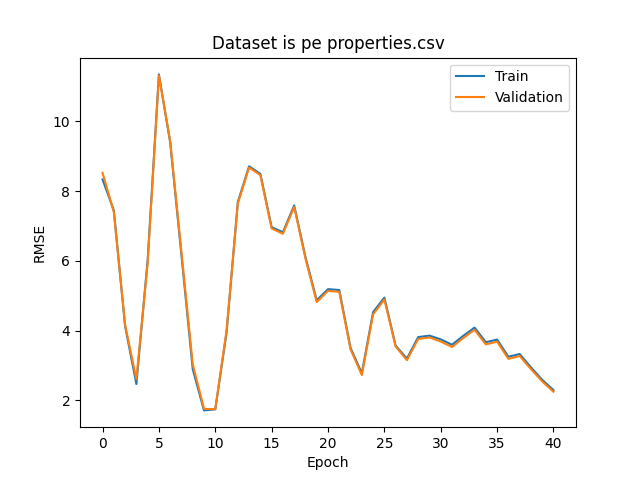 Dataset is pe properties.csv
Train
Validation
RMSE
10
8
6
4
2
0 5 10 15 20 25 30 35 40
Epoch